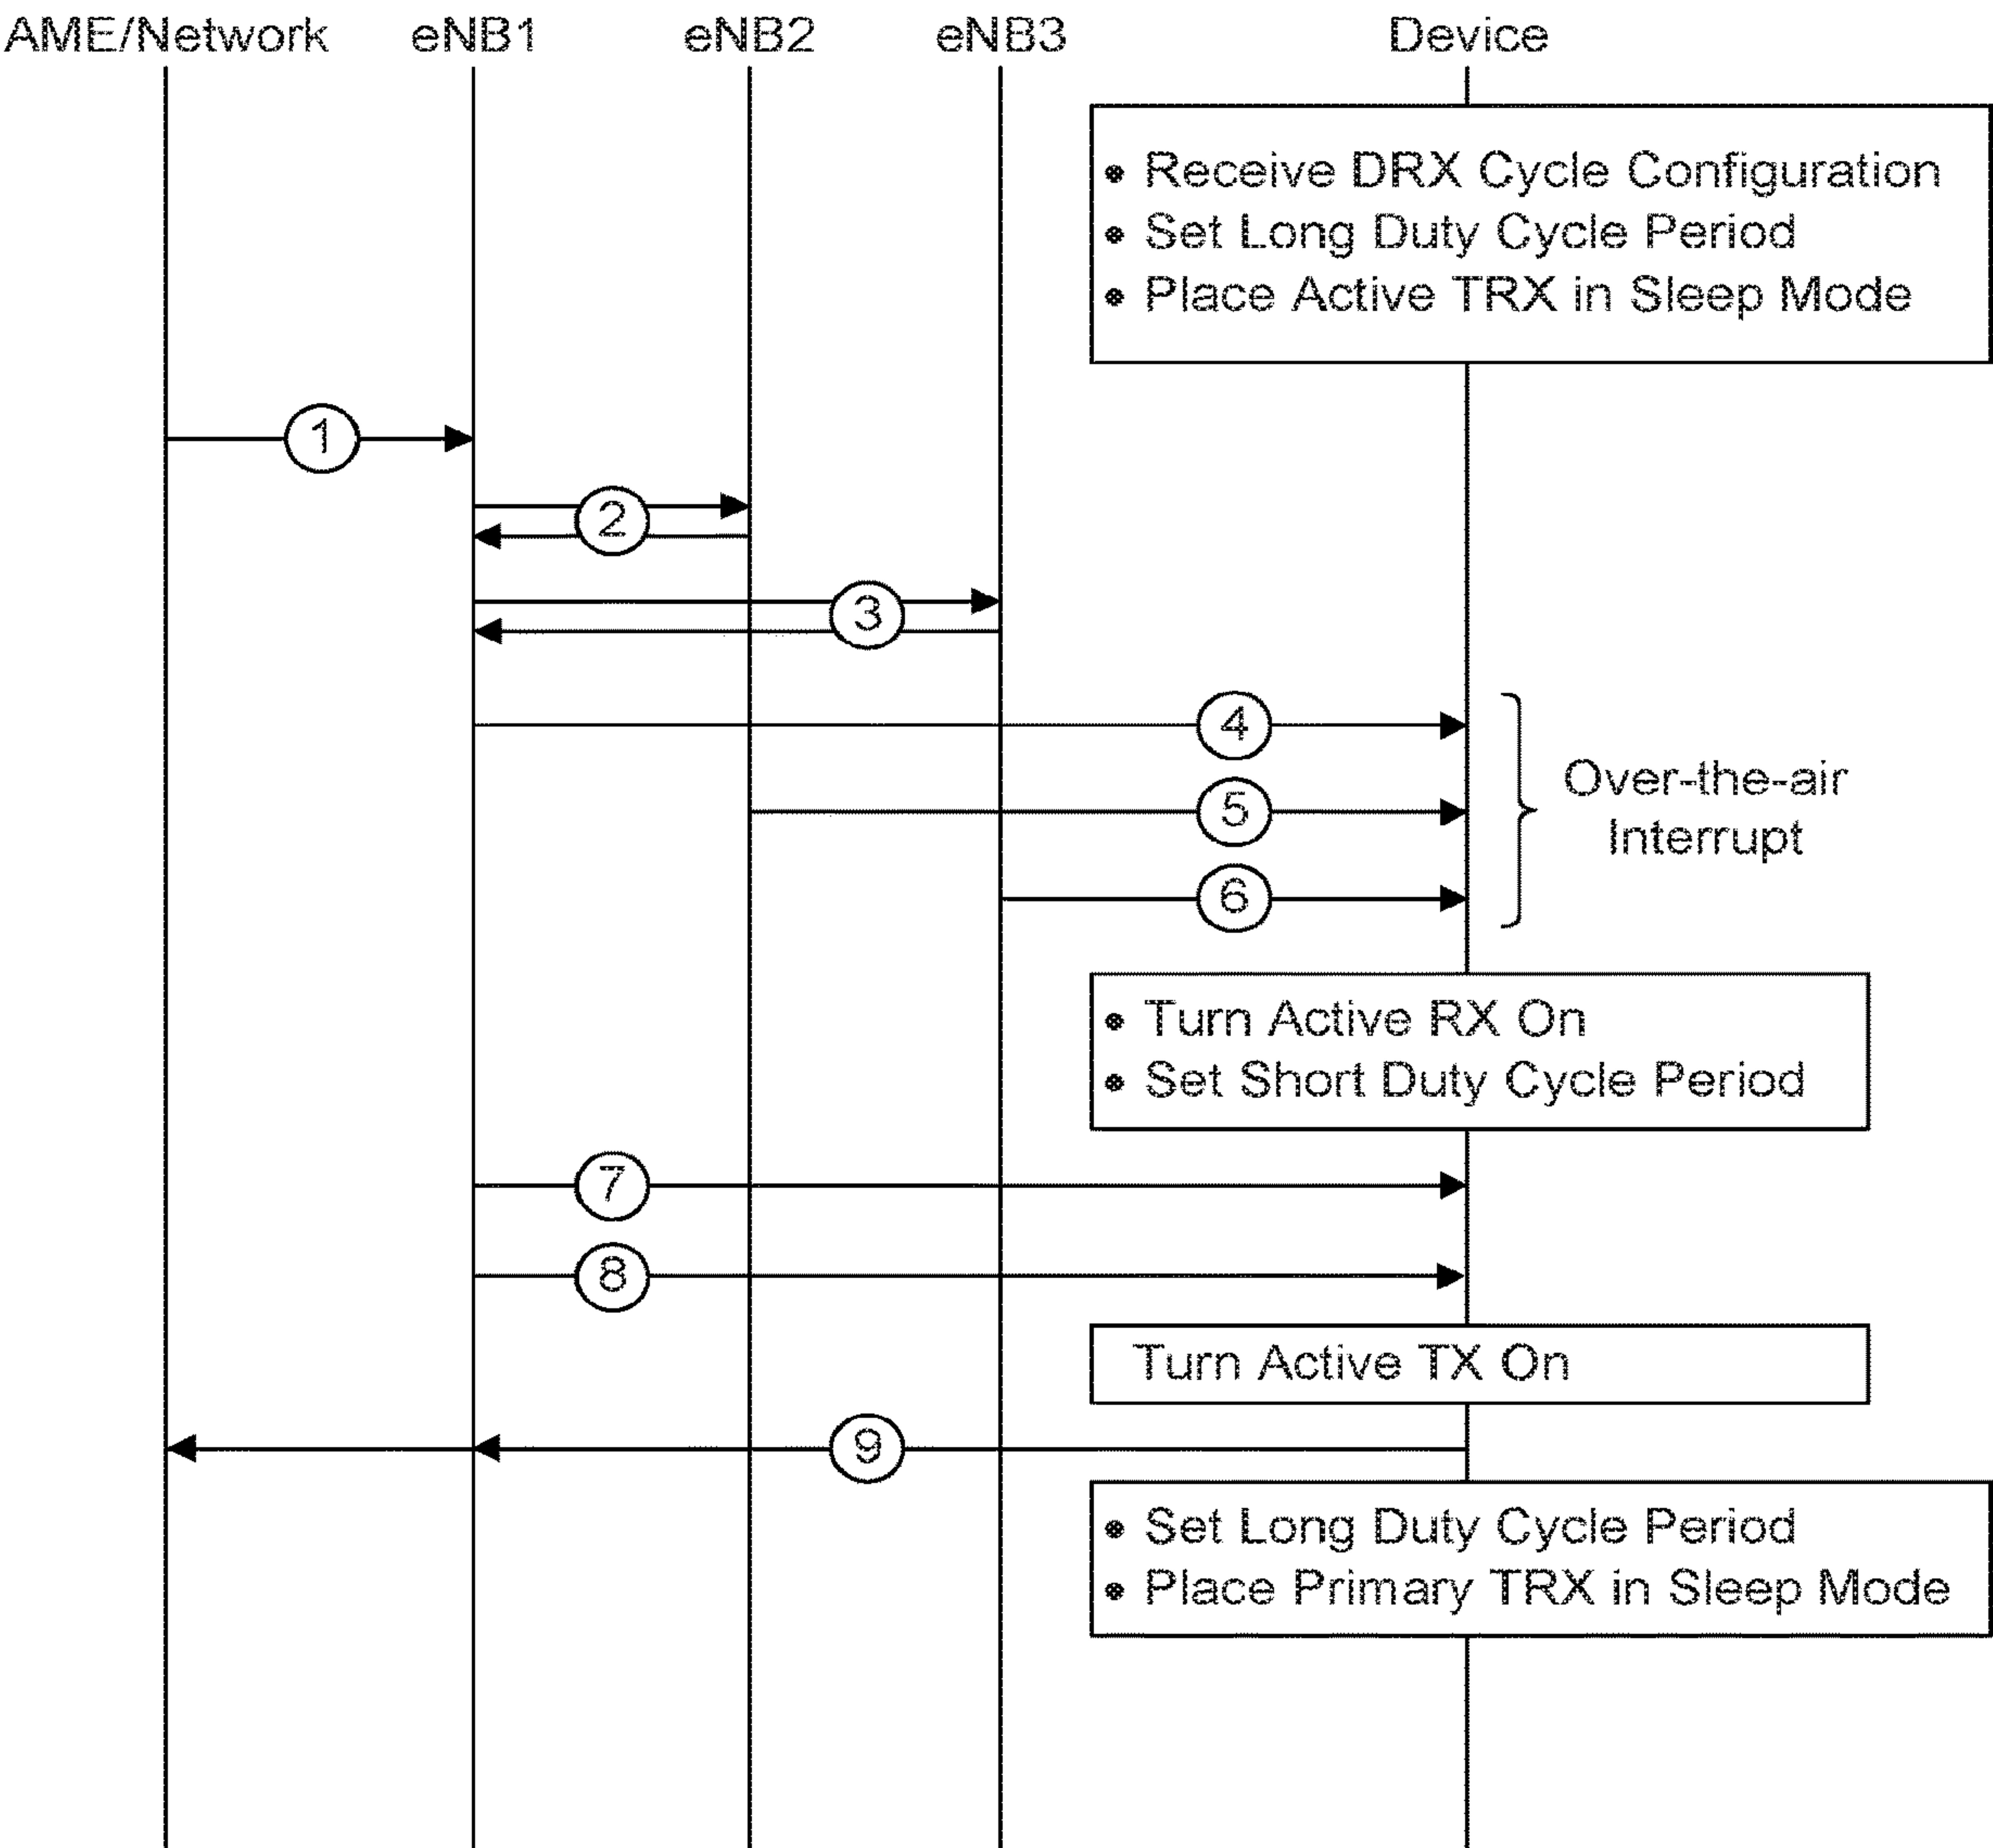 AME/Network eNB1 eNB2 eNB3 Device
• Receive DRX Cycle Configuration
• Set Long Duty Cycle Period
• Place Active TRX in Sleep Mode
1
2
3
4
5
6
Over-the-air
Interrupt
• Turn Active RX On
• Set Short Duty Cycle Period
7
8
Turn Active TX On
9
• Set Long Duty Cycle Period
• Place Primary TRX in Sleep Mode